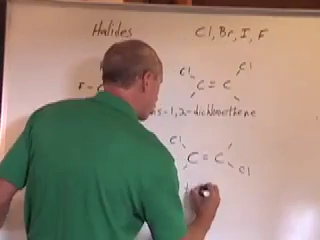 Halides Cl, Br, I, F
Cl Cl
F-C C = C
s-1,2-dichloroethene
Cl
C = C
Cl
t